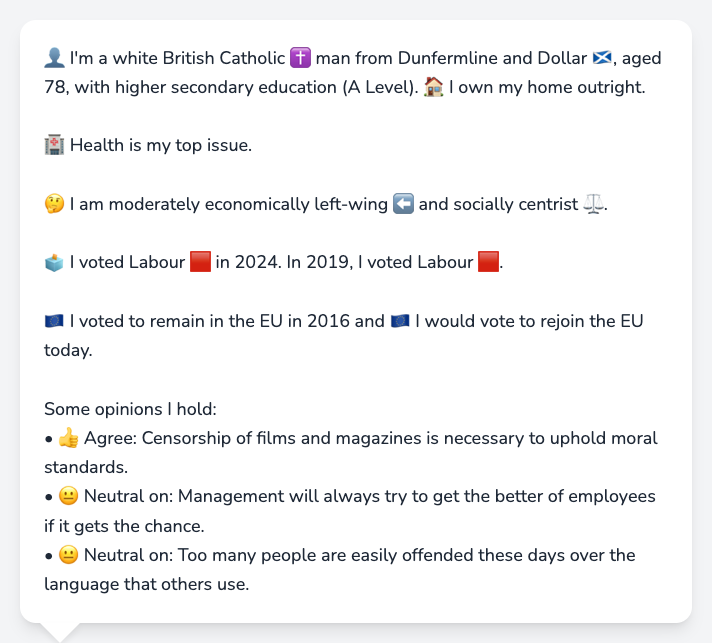 👤 I'm a white British Catholic ✝️ man from Dunfermline and Dollar 🏴󠁧󠁢󠁳󠁣󠁴󠁿, aged
78, with higher secondary education (A Level). 🏠 I own my home outright.
🏥 Health is my top issue.
🤔 I am moderately economically left-wing ⬅️ and socially centrist ⚖️.
🗳️ I voted Labour 🟥 in 2024. In 2019, I voted Labour 🟥.
🇪🇺 I voted to remain in the EU in 2016 and 🇪🇺 I would vote to rejoin the EU
today.
Some opinions I hold:
• 👍 Agree: Censorship of films and magazines is necessary to uphold moral
standards.
• 😐 Neutral on: Management will always try to get the better of employees
if it gets the chance.
• 😐 Neutral on: Too many people are easily offended these days over the
language that others use.